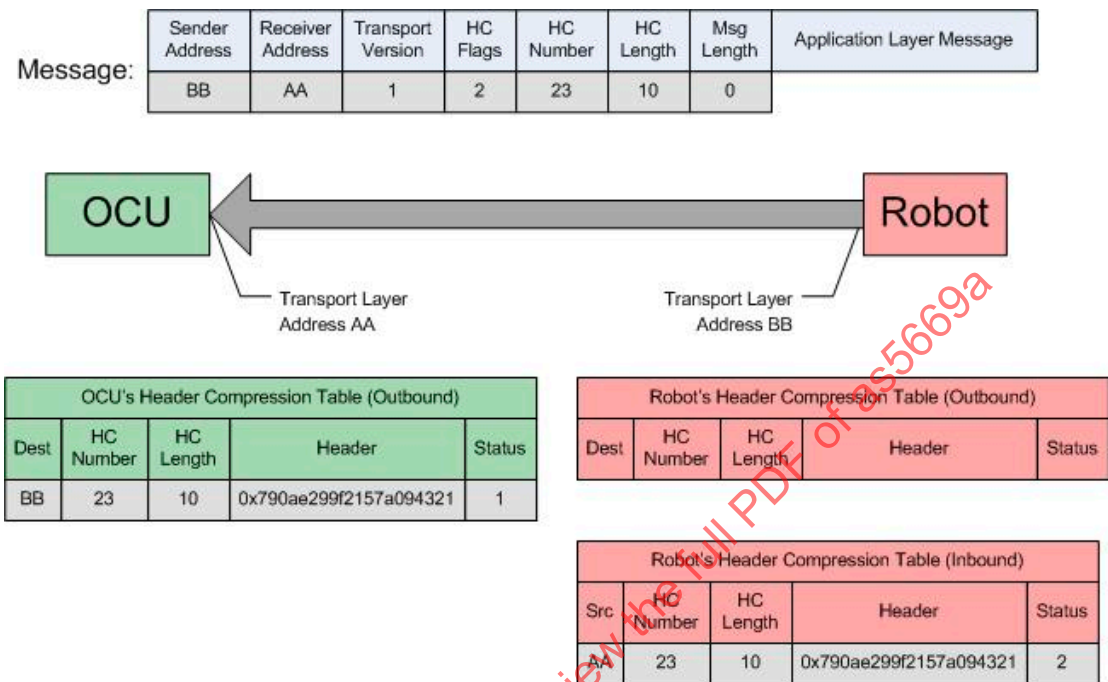 Message:
Sender Address | Receiver Address | Transport Version | HC Flags | HC Number | HC Length | Msg Length | Application Layer Message
BB | AA | 1 | 2 | 23 | 10 | 0
OCU
Robot
Transport Layer
Address AA
Transport Layer
Address BB
OCU's Header Compression Table (Outbound)
Dest | HC Number | HC Length | Header | Status
BB | 23 | 10 | 0x790ae299f2157a094321 | 1
Robot's Header Compression Table (Outbound)
Dest | HC Number | HC Length | Header | Status
Robot's Header Compression Table (Inbound)
Src | HC Number | HC Length | Header | Status
AA | 23 | 10 | 0x790ae299f2157a094321 | 2
view the full PDF of as5669a